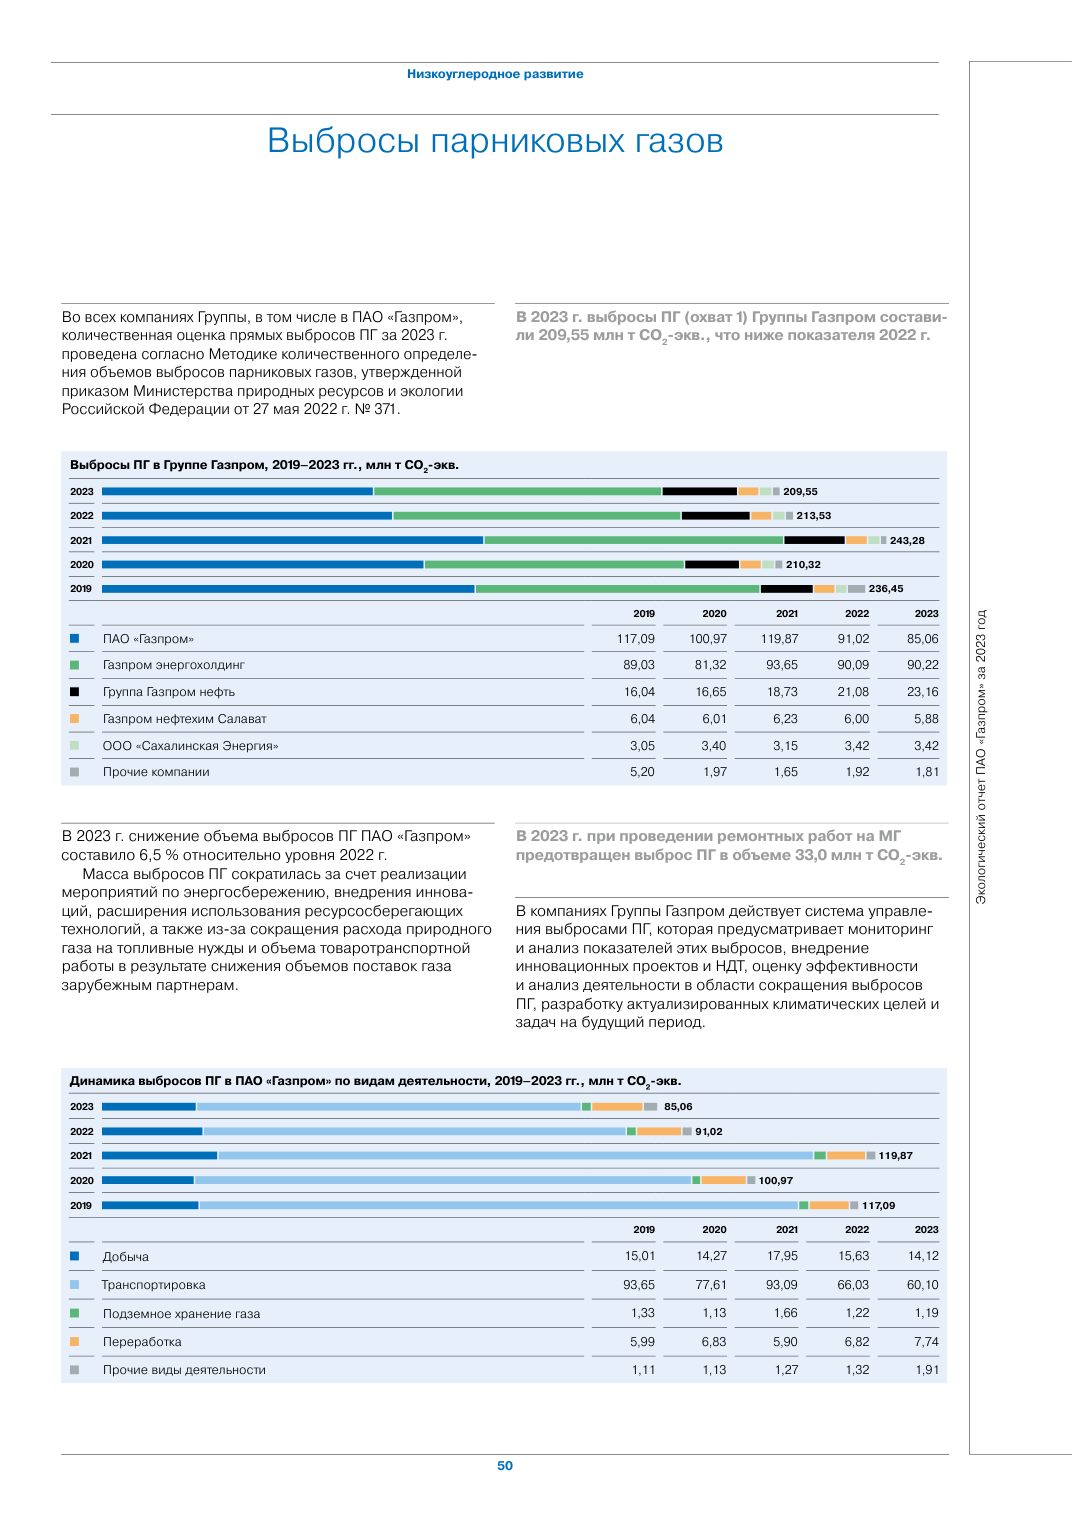 Низкоуглеродное развитие
Выбросы парниковых газов
Во всех компаниях Группы, в том числе в ПАО «Газпром»,
количественная оценка прямых выбросов ПГ за 2023 г.
проведена согласно Методике количественного определе-
ния объемов выбросов парниковых газов, утвержденной
приказом Министерства природных ресурсов и экологии
Российской Федерации от 27 мая 2022 г. № 371.
В 2023 г. выбросы ПГ (охват 1) Группы Газпром состави-
ли 209,55 млн т CO2-экв., что ниже показателя 2022 г.
Выбросы ПГ в Группе Газпром, 2019–2023 гг., млн т CO2-экв.
2023 209,55
2022 213,53
2021 243,28
2020 210,32
2019 236,45
2019 2020 2021 2022 2023
ПАО «Газпром» 117,09 100,97 119,87 91,02 85,06
Газпром энергохолдинг 89,03 81,32 93,65 90,09 90,22
Группа Газпром нефть 16,04 16,65 18,73 21,08 23,16
Газпром нефтехим Салават 6,04 6,01 6,23 6,00 5,88
ООО «Сахалинская Энергия» 3,05 3,40 3,15 3,42 3,42
Прочие компании 5,20 1,97 1,65 1,92 1,81
В 2023 г. снижение объема выбросов ПГ ПАО «Газпром»
составило 6,5 % относительно уровня 2022 г.
Масса выбросов ПГ сократилась за счет реализации
мероприятий по энергосбережению, внедрения иннова-
ций, расширения использования ресурсосберегающих
технологий, а также из-за сокращения расхода природного
газа на топливные нужды и объема товаротранспортной
работы в результате снижения объемов поставок газа
зарубежным партнерам.
В 2023 г. при проведении ремонтных работ на МГ
предотвращен выброс ПГ в объеме 33,0 млн т CO2-экв.
В компаниях Группы Газпром действует система управле-
ния выбросами ПГ, которая предусматривает мониторинг
и анализ показателей этих выбросов, внедрение
инновационных проектов и НДТ, оценку эффективности
и анализ деятельности в области сокращения выбросов
ПГ, разработку актуализированных климатических целей и
задач на будущий период.
Динамика выбросов ПГ в ПАО «Газпром» по видам деятельности, 2019–2023 гг., млн т CO2-экв.
2023 85,06
2022 91,02
2021 119,87
2020 100,97
2019 117,09
2019 2020 2021 2022 2023
Добыча 15,01 14,27 17,95 15,63 14,12
Транспортировка 93,65 77,61 93,09 66,03 60,10
Подземное хранение газа 1,33 1,13 1,66 1,22 1,19
Переработка 5,99 6,83 5,90 6,82 7,74
Прочие виды деятельности 1,11 1,13 1,27 1,32 1,91
50
Экологический отчет ПАО «Газпром» за 2023 год